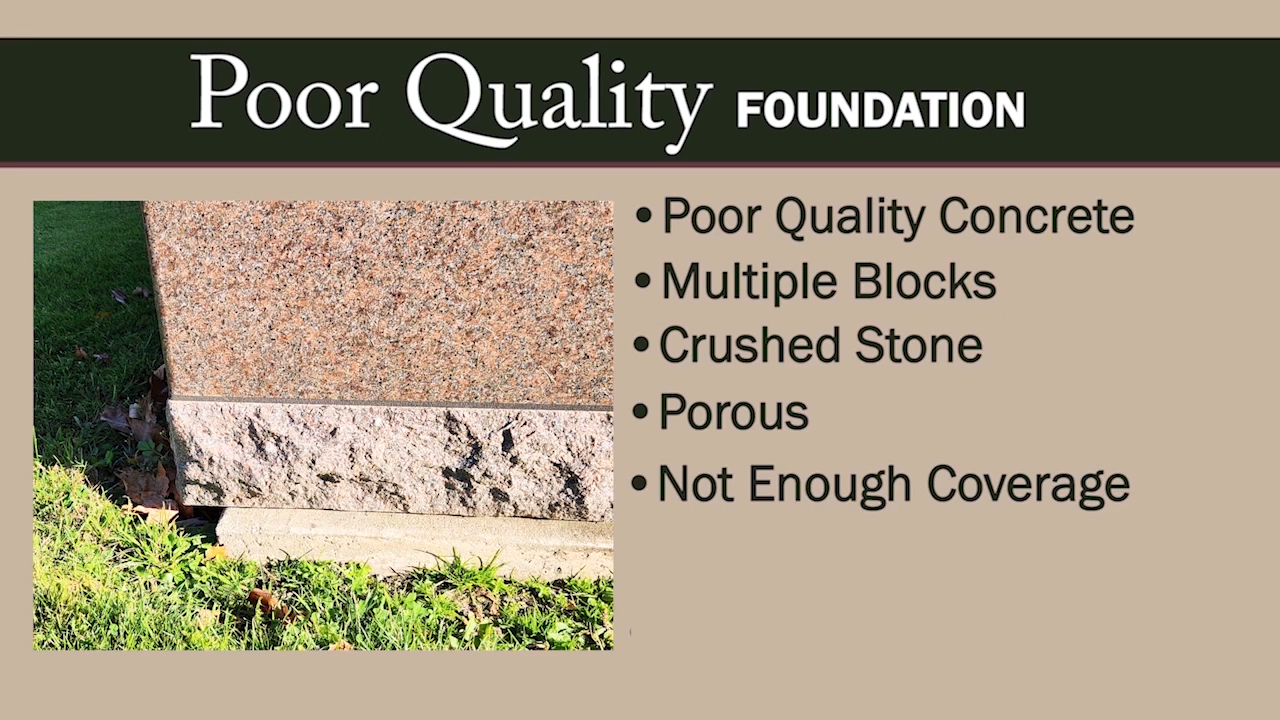 Poor Quality FOUNDATION
• Poor Quality Concrete
• Multiple Blocks
• Crushed Stone
• Porous
• Not Enough Coverage